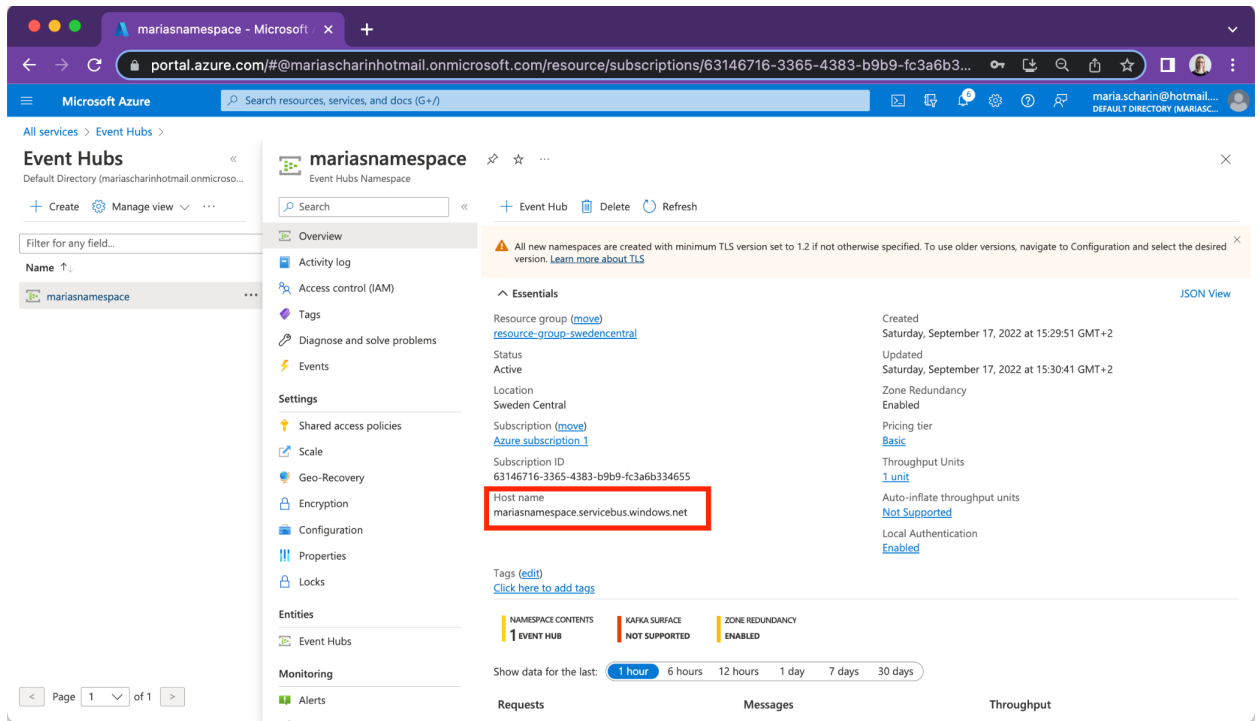 mariasnamespace - Microsoft A
portal.azure.com/#@mariascharinhotmail.onmicrosoft.com/resource/subscriptions/63146716-3365-4383-b9b9-fc3a6b3...
Microsoft Azure
Search resources, services, and docs (G+/)
6
maria.scharin@hotmail....
DEFAULT DIRECTORY (MARIASC...
All services > Event Hubs >
Event Hubs
Default Directory (mariascharinhotmail.onmicroso...
Create Manage view ...
Filter for any field...
Name ↑↓
mariasnamespace ...
< Page 1 of 1 >
mariasnamespace ...
Event Hubs Namespace
Search
Overview
Activity log
Access control (IAM)
Tags
Diagnose and solve problems
Events
Settings
Shared access policies
Scale
Geo-Recovery
Encryption
Configuration
Properties
Locks
Entities
Event Hubs
Monitoring
Alerts
Event Hub Delete Refresh
All new namespaces are created with minimum TLS version set to 1.2 if not otherwise specified. To use older versions, navigate to Configuration and select the desired
version. Learn more about TLS
Essentials
JSON View
Resource group (move)
resource-group-swedencentral
Status
Active
Location
Sweden Central
Subscription (move)
Azure subscription 1
Subscription ID
63146716-3365-4383-b9b9-fc3a6b334655
Host name
mariasnamespace.servicebus.windows.net
Created
Saturday, September 17, 2022 at 15:29:51 GMT+2
Updated
Saturday, September 17, 2022 at 15:30:41 GMT+2
Zone Redundancy
Enabled
Pricing tier
Basic
Throughput Units
1 unit
Auto-inflate throughput units
Not Supported
Local Authentication
Enabled
Tags (edit)
Click here to add tags
NAMESPACE CONTENTS
1 EVENT HUB
KAFKA SURFACE
NOT SUPPORTED
ZONE REDUNDANCY
ENABLED
Show data for the last: 1 hour 6 hours 12 hours 1 day 7 days 30 days
Requests Messages Throughput